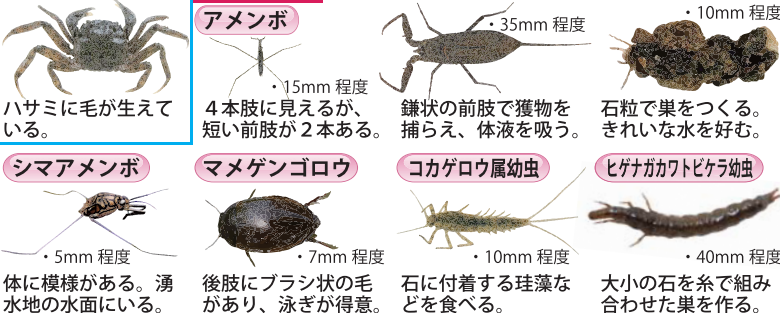 アメンボ
・35mm 程度
・10mm 程度
・15mm 程度
ハサミに毛が生えて
いる。
４本肢に見えるが、
短い前肢が２本ある。
鎌状の前肢で獲物を
捕らえ、体液を吸う。
石粒で巣をつくる。
きれいな水を好む。
シマアメンボ
マメゲンゴロウ
コカゲロウ属幼虫
ヒゲナガカワトビケラ幼虫
・5mm 程度
・7mm 程度
・10mm 程度
・40mm 程度
体に模様がある。湧
水地の水面にいる。
後肢にブラシ状の毛
があり、泳ぎが得意。
石に付着する珪藻な
どを食べる。
大小の石を糸で組み
合わせた巣を作る。